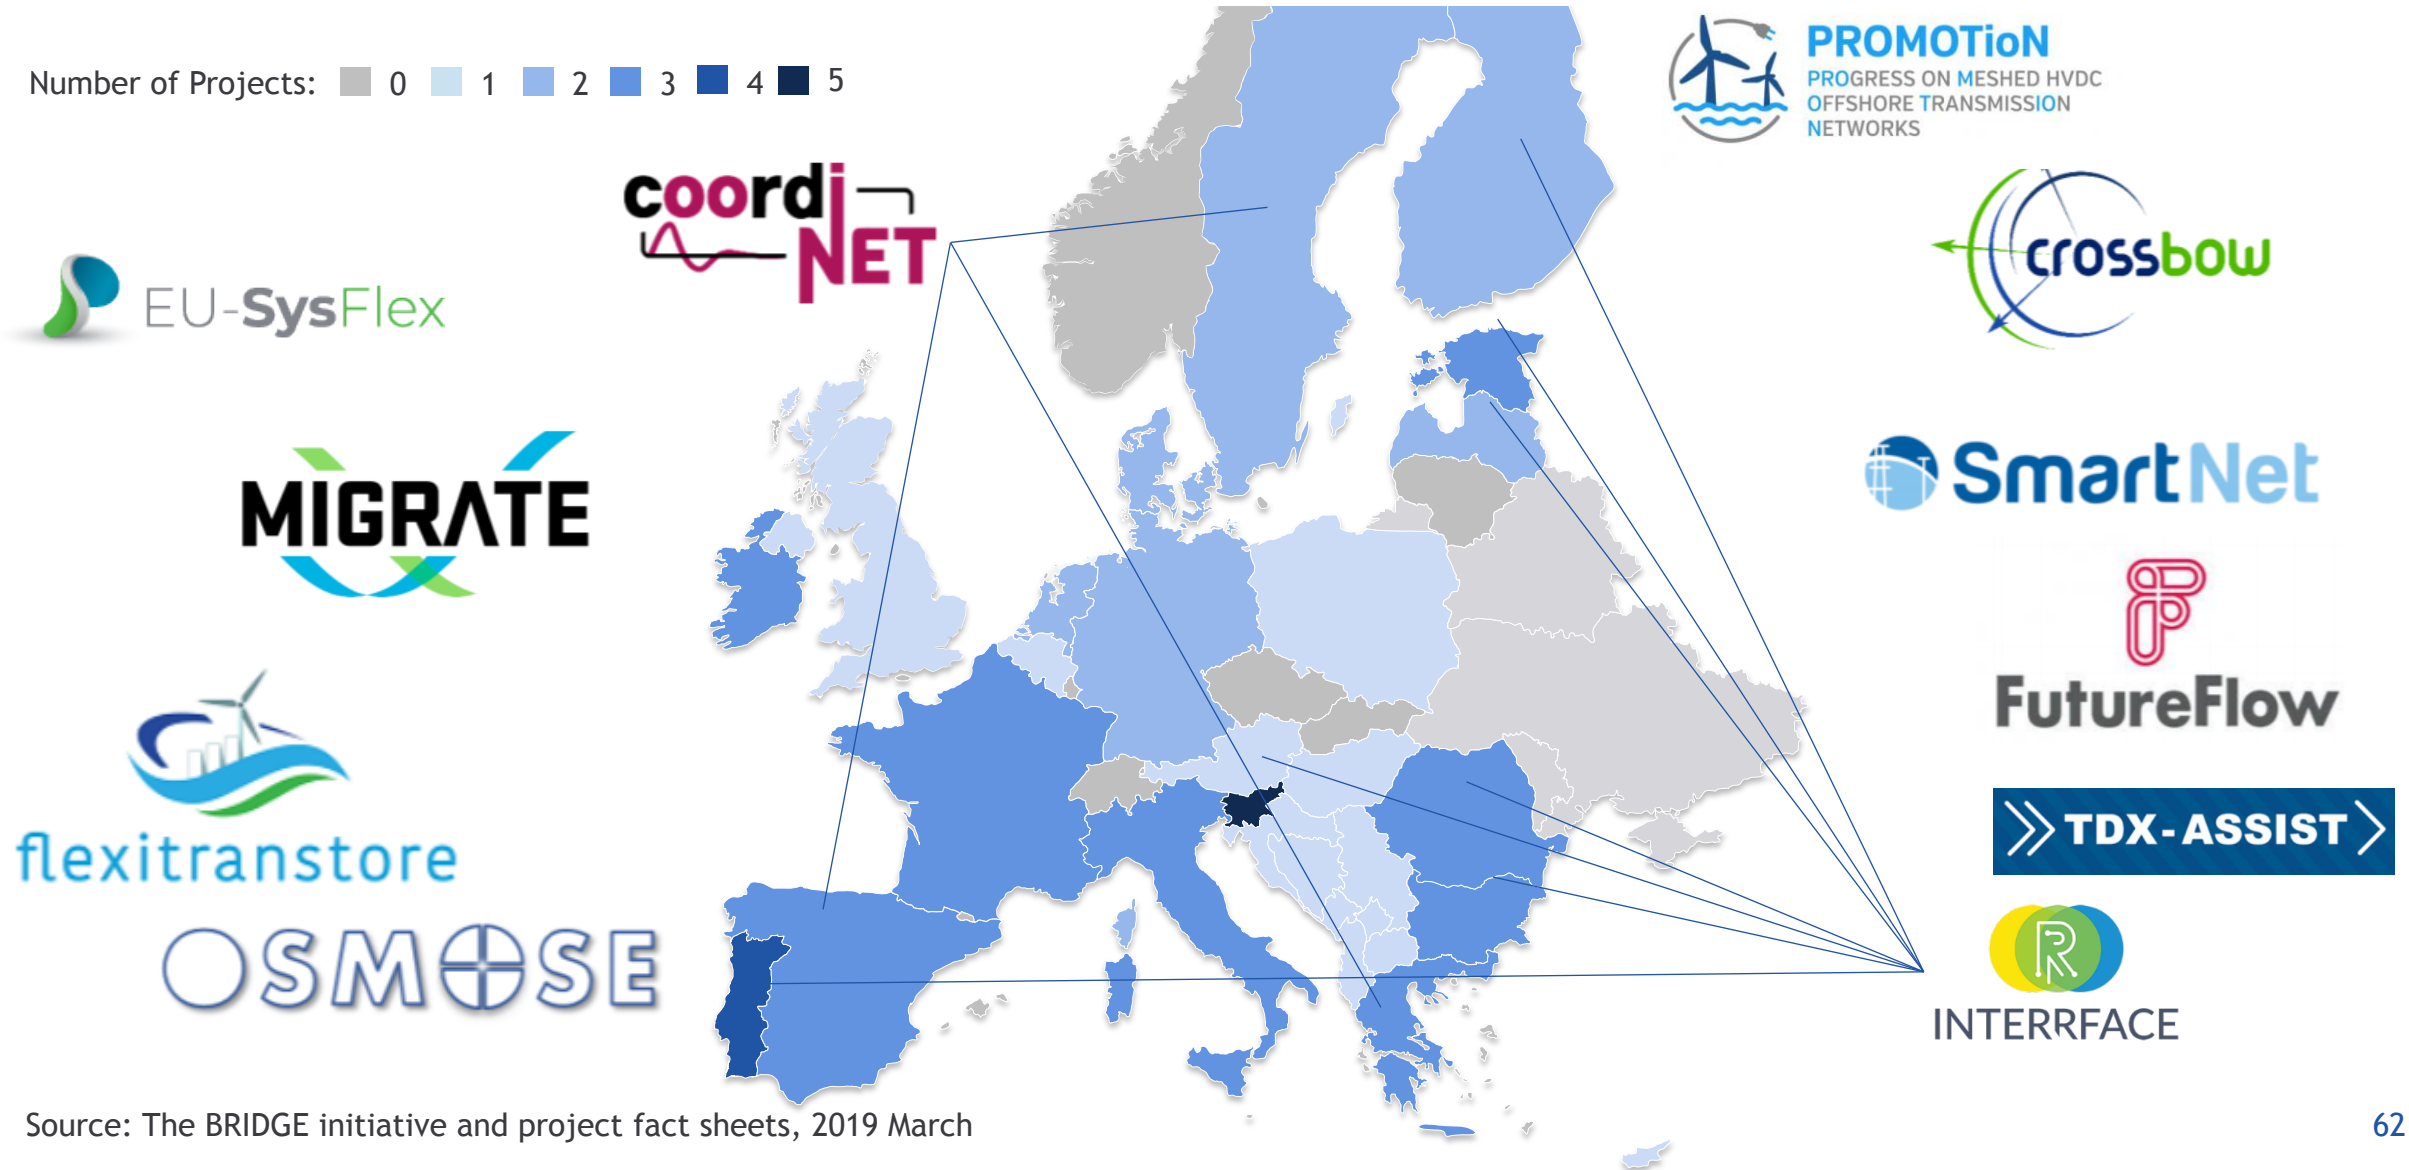 Number of Projects: 0 1 2 3 4 5
PROMOTioN
PROGRESS ON MESHED HVDC
OFFSHORE TRANSMISSION
NETWORKS
coordi
NET
crossbow
EU-SysFlex
MIGRATE
SmartNet
FutureFlow
flexitranstore
TDX-ASSIST
OSMOSE
R
INTERRFACE
Source: The BRIDGE initiative and project fact sheets, 2019 March
62